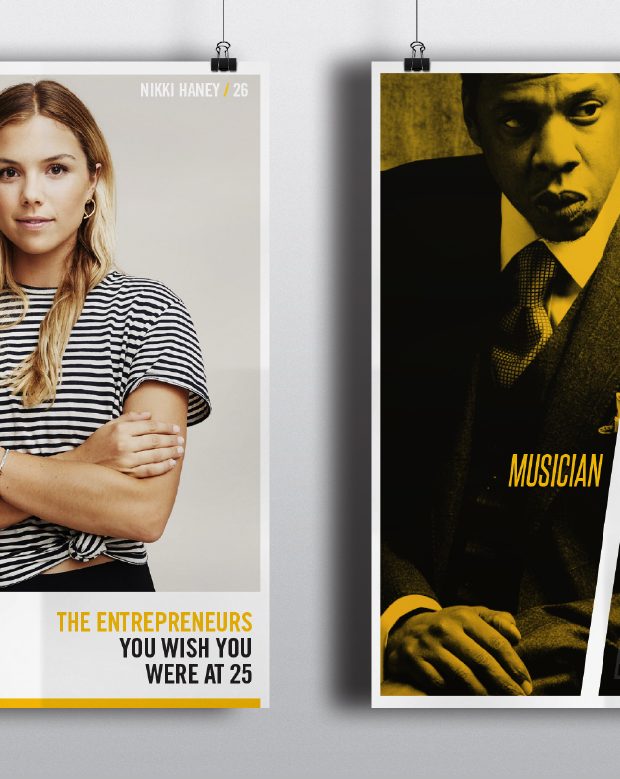 NIKKI HANEY / 26
THE ENTREPRENEURS
YOU WISH YOU
WERE AT 25
MUSICIAN